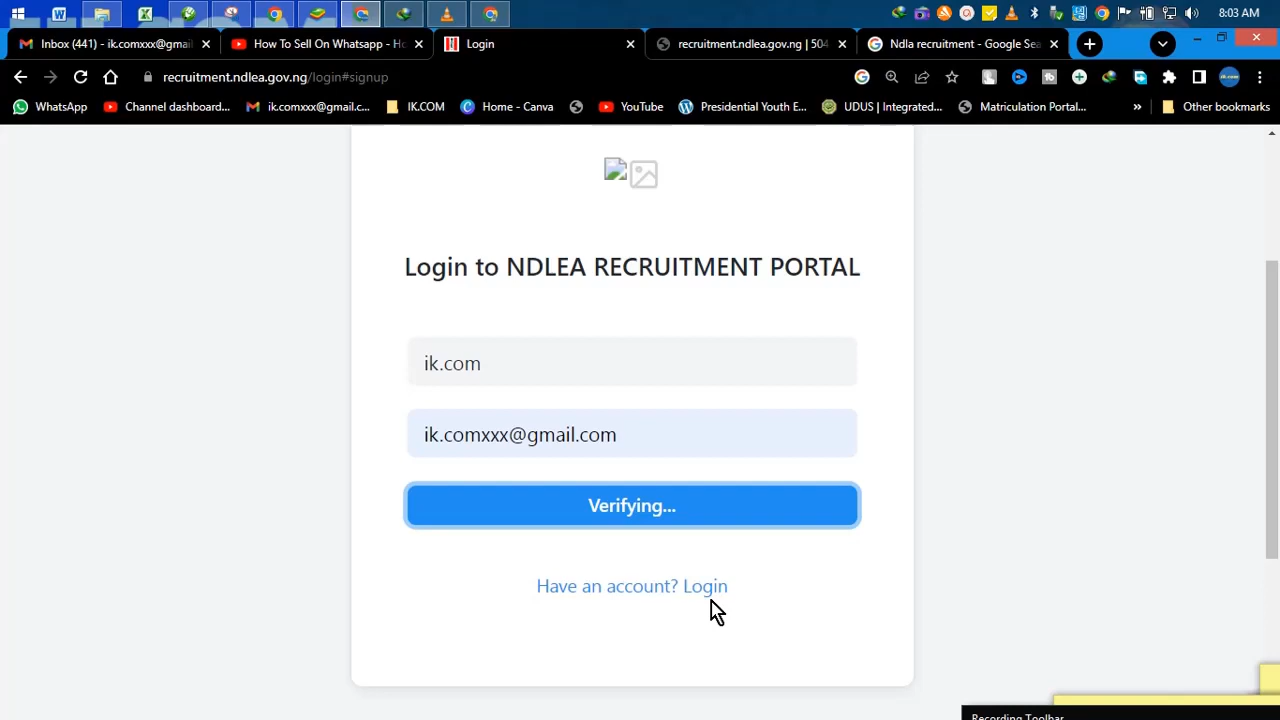 8:03 AM
Inbox (441) - ik.comxxx@gmail
How To Sell On Whatsapp - Ho
Login
recruitment.ndlea.gov.ng | 504
Ndla recruitment - Google Sea
recruitment.ndlea.gov.ng/login#signup
WhatsApp
Channel dashboard...
ik.comxxx@gmail.c...
IK.COM
Home - Canva
YouTube
Presidential Youth E...
UDUS | Integrated...
Matriculation Portal...
»
Other bookmarks
Login to NDLEA RECRUITMENT PORTAL
ik.com
ik.comxxx@gmail.com
Verifying...
Have an account? Login
Recording Toolbar